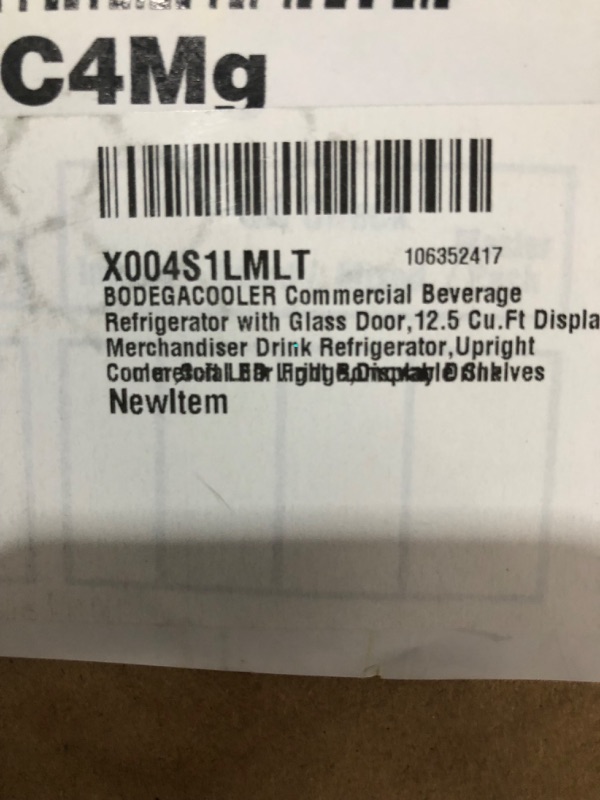 C4Mg
X004S1LMLT
106352417
BODEGACOOLER Commercial Beverage
Refrigerator with Glass Door,12.5 Cu.Ft Displa
Merchandiser Drink Refrigerator,Upright
NewItem